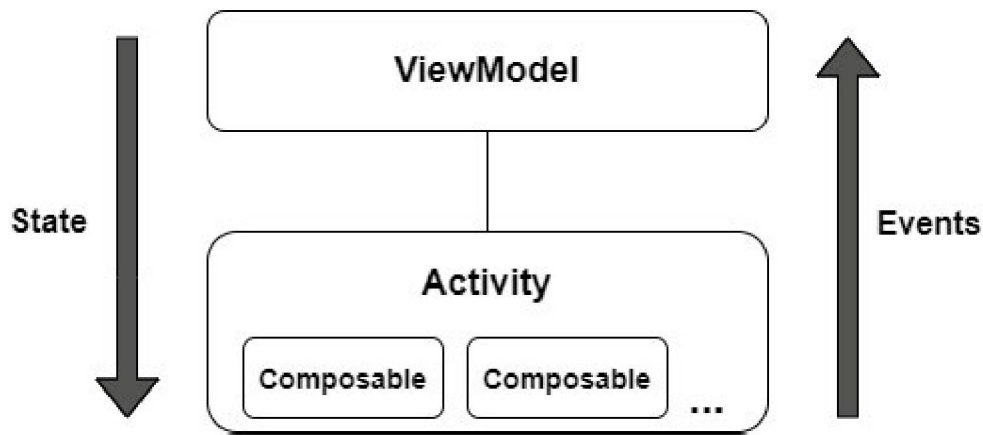 ViewModel
State
Events
Activity
Composable Composable ...